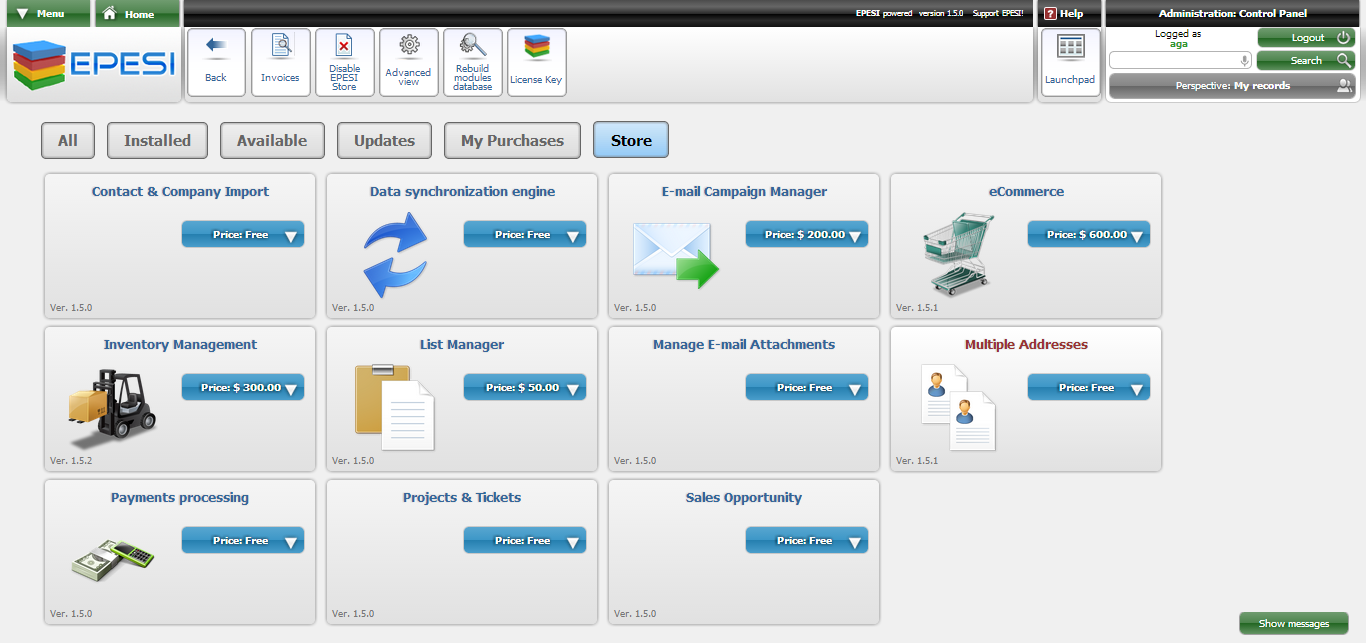 Menu
Home
EPESI powered version 1.5.0 Support EPESI!
Help
Administration: Control Panel
EPESI
Back
Invoices
Disable
EPESI
Store
Advanced
view
Rebuild
modules
database
License Key
Launchpad
Logged as
aga
Logout
Search
Perspective: My records
All
Installed
Available
Updates
My Purchases
Store
Contact & Company Import
Price: Free
Ver. 1.5.0
Data synchronization engine
Price: Free
Ver. 1.5.0
E-mail Campaign Manager
Price: $ 200.00
Ver. 1.5.0
eCommerce
Price: $ 600.00
Ver. 1.5.1
Inventory Management
Price: $ 300.00
Ver. 1.5.2
List Manager
Price: $ 50.00
Ver. 1.5.0
Manage E-mail Attachments
Price: Free
Ver. 1.5.0
Multiple Addresses
Price: Free
Ver. 1.5.1
Payments processing
Price: Free
Ver. 1.5.0
Projects & Tickets
Price: Free
Ver. 1.5.0
Sales Opportunity
Price: Free
Ver. 1.5.0
Show messages